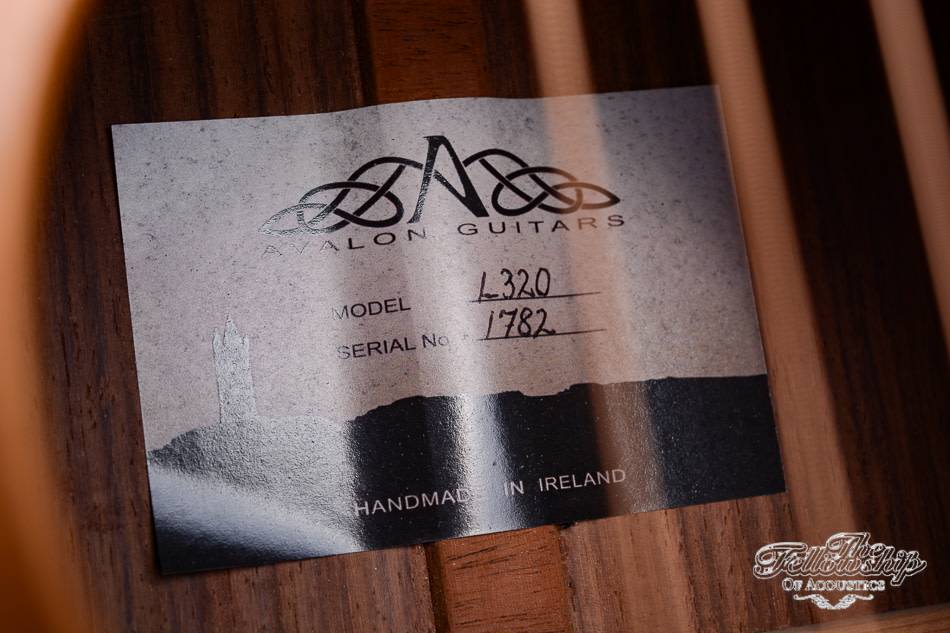 A
AVALON GUITARS
MODEL L320
SERIAL No. 1782
HANDMADE IN IRELAND
The
Fellowship
Of Acoustics